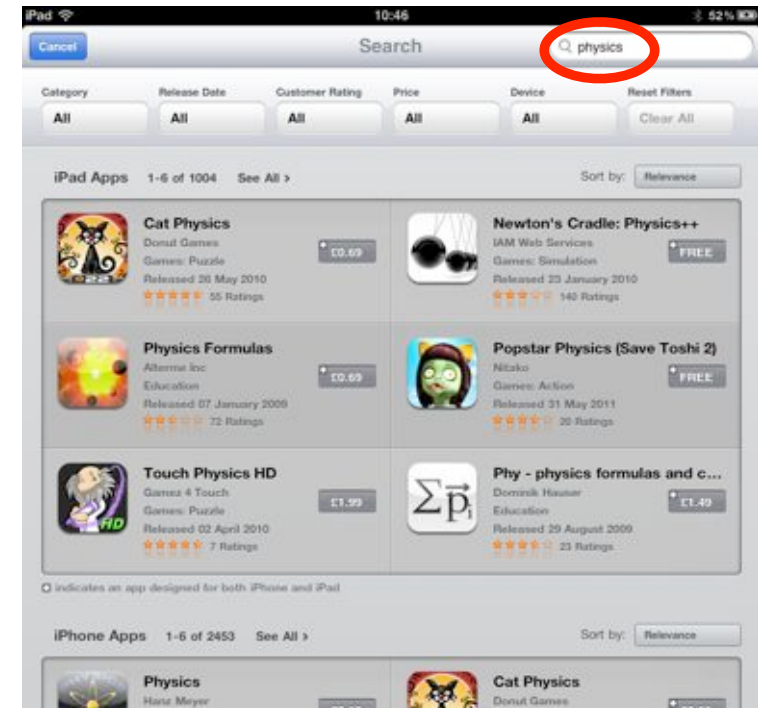 iPad 10:46 52%
Cancel Search physics
Category Release Date Customer Rating Price Device Reset Filters
All All All All All Clear All
iPad Apps 1-6 of 1004 See All > Sort by: Relevance
Cat Physics
Donut Games
Games: Puzzle
Released 26 May 2010
55 Ratings
£0.69
Newton's Cradle: Physics++
IAM Web Services
Games: Simulation
Released 23 January 2010
140 Ratings
FREE
Physics Formulas
Alterme Inc
Education
Released 07 January 2009
72 Ratings
£0.69
Popstar Physics (Save Toshi 2)
Nitako
Games: Action
Released 31 May 2011
20 Ratings
FREE
Touch Physics HD
Gamez 4 Touch
Games: Puzzle
Released 02 April 2010
7 Ratings
£1.99
HD
Phy - physics formulas and c...
Dominik Hauser
Education
Released 29 August 2009
23 Ratings
£1.49
Σp⃗i
indicates an app designed for both iPhone and iPad
iPhone Apps 1-6 of 2453 See All > Sort by: Relevance
Physics
Hanz Meyer
Cat Physics
Donut Games